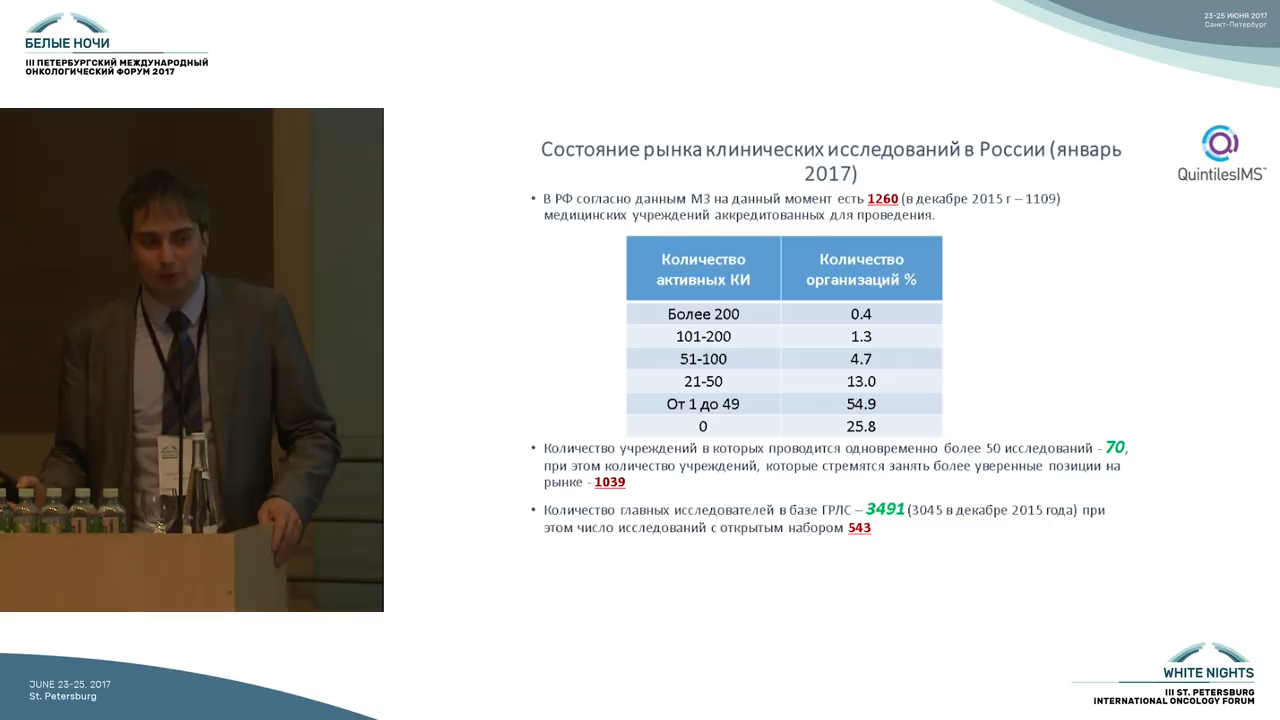 БЕЛЫЕ НОЧИ
III ПЕТЕРБУРГСКИЙ МЕЖДУНАРОДНЫЙ
ОНКОЛОГИЧЕСКИЙ ФОРУМ 2017
23-25 ИЮНЯ 2017
Санкт-Петербург
QuintilesIMS™
Состояние рынка клинических исследований в России (январь
2017)
• В РФ согласно данным МЗ на данный момент есть 1260 (в декабре 2015 г – 1109)
медицинских учреждений аккредитованных для проведения.
Количество активных КИ Количество организаций %
Более 200 0.4
101-200 1.3
51-100 4.7
21-50 13.0
От 1 до 49 54.9
0 25.8
• Количество учреждений в которых проводится одновременно более 50 исследований - 70,
при этом количество учреждений, которые стремятся занять более уверенные позиции на
рынке - 1039
• Количество главных исследователей в базе ГРЛС – 3491 (3045 в декабре 2015 года) при
этом число исследований с открытым набором 543
JUNE 23-25, 2017
St. Petersburg
WHITE NIGHTS
III ST. PETERSBURG
INTERNATIONAL ONCOLOGY FORUM